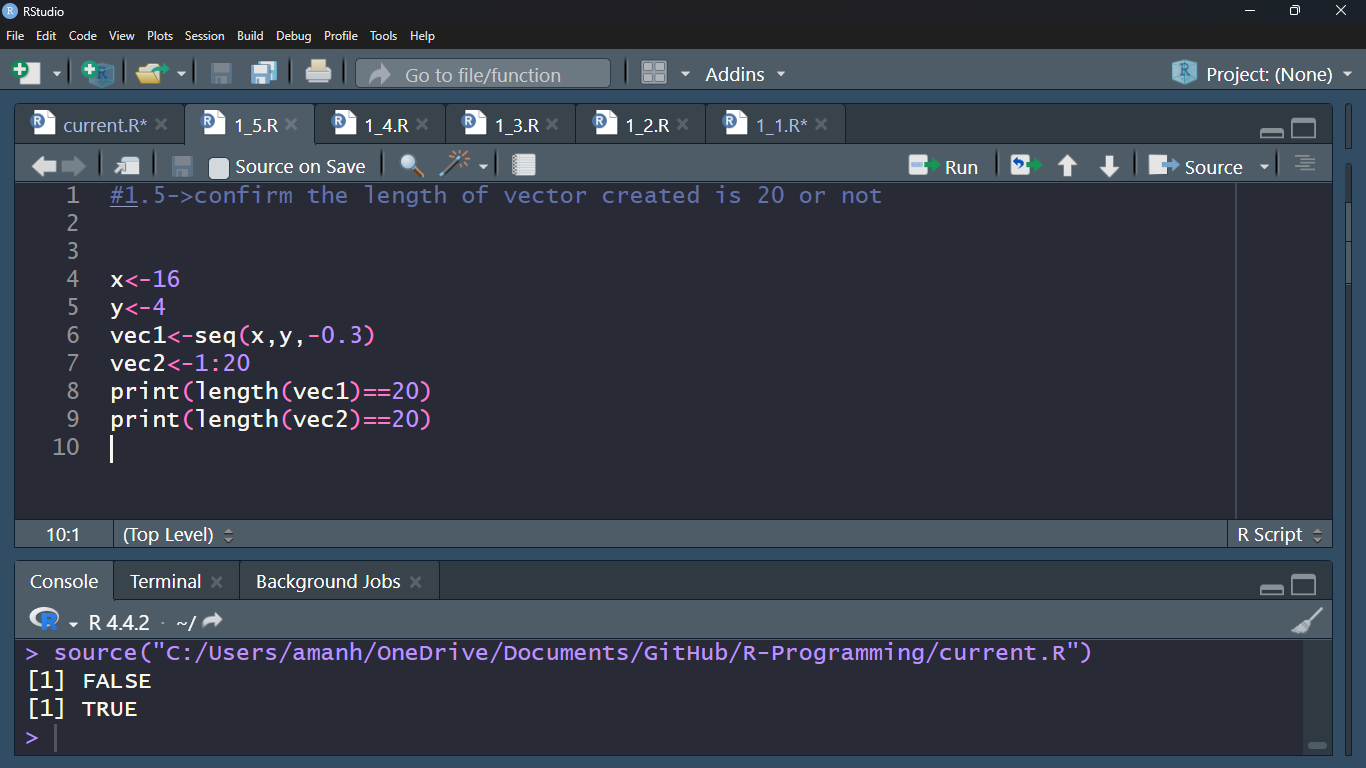 RStudio
File Edit Code View Plots Session Build Debug Profile Tools Help
Go to file/function Addins Project: (None)
current.R* 1_5.R 1_4.R 1_3.R 1_2.R 1_1.R*
Source on Save Run Source
1 #1.5->confirm the length of vector created is 20 or not
2
3
4 x<-16
5 y<-4
6 vec1<-seq(x,y,-0.3)
7 vec2<-1:20
8 print(length(vec1)==20)
9 print(length(vec2)==20)
10
10:1 (Top Level) R Script
Console Terminal Background Jobs
R 4.4.2 · ~/
> source("C:/Users/amanh/OneDrive/Documents/GitHub/R-Programming/current.R")
[1] FALSE
[1] TRUE
>